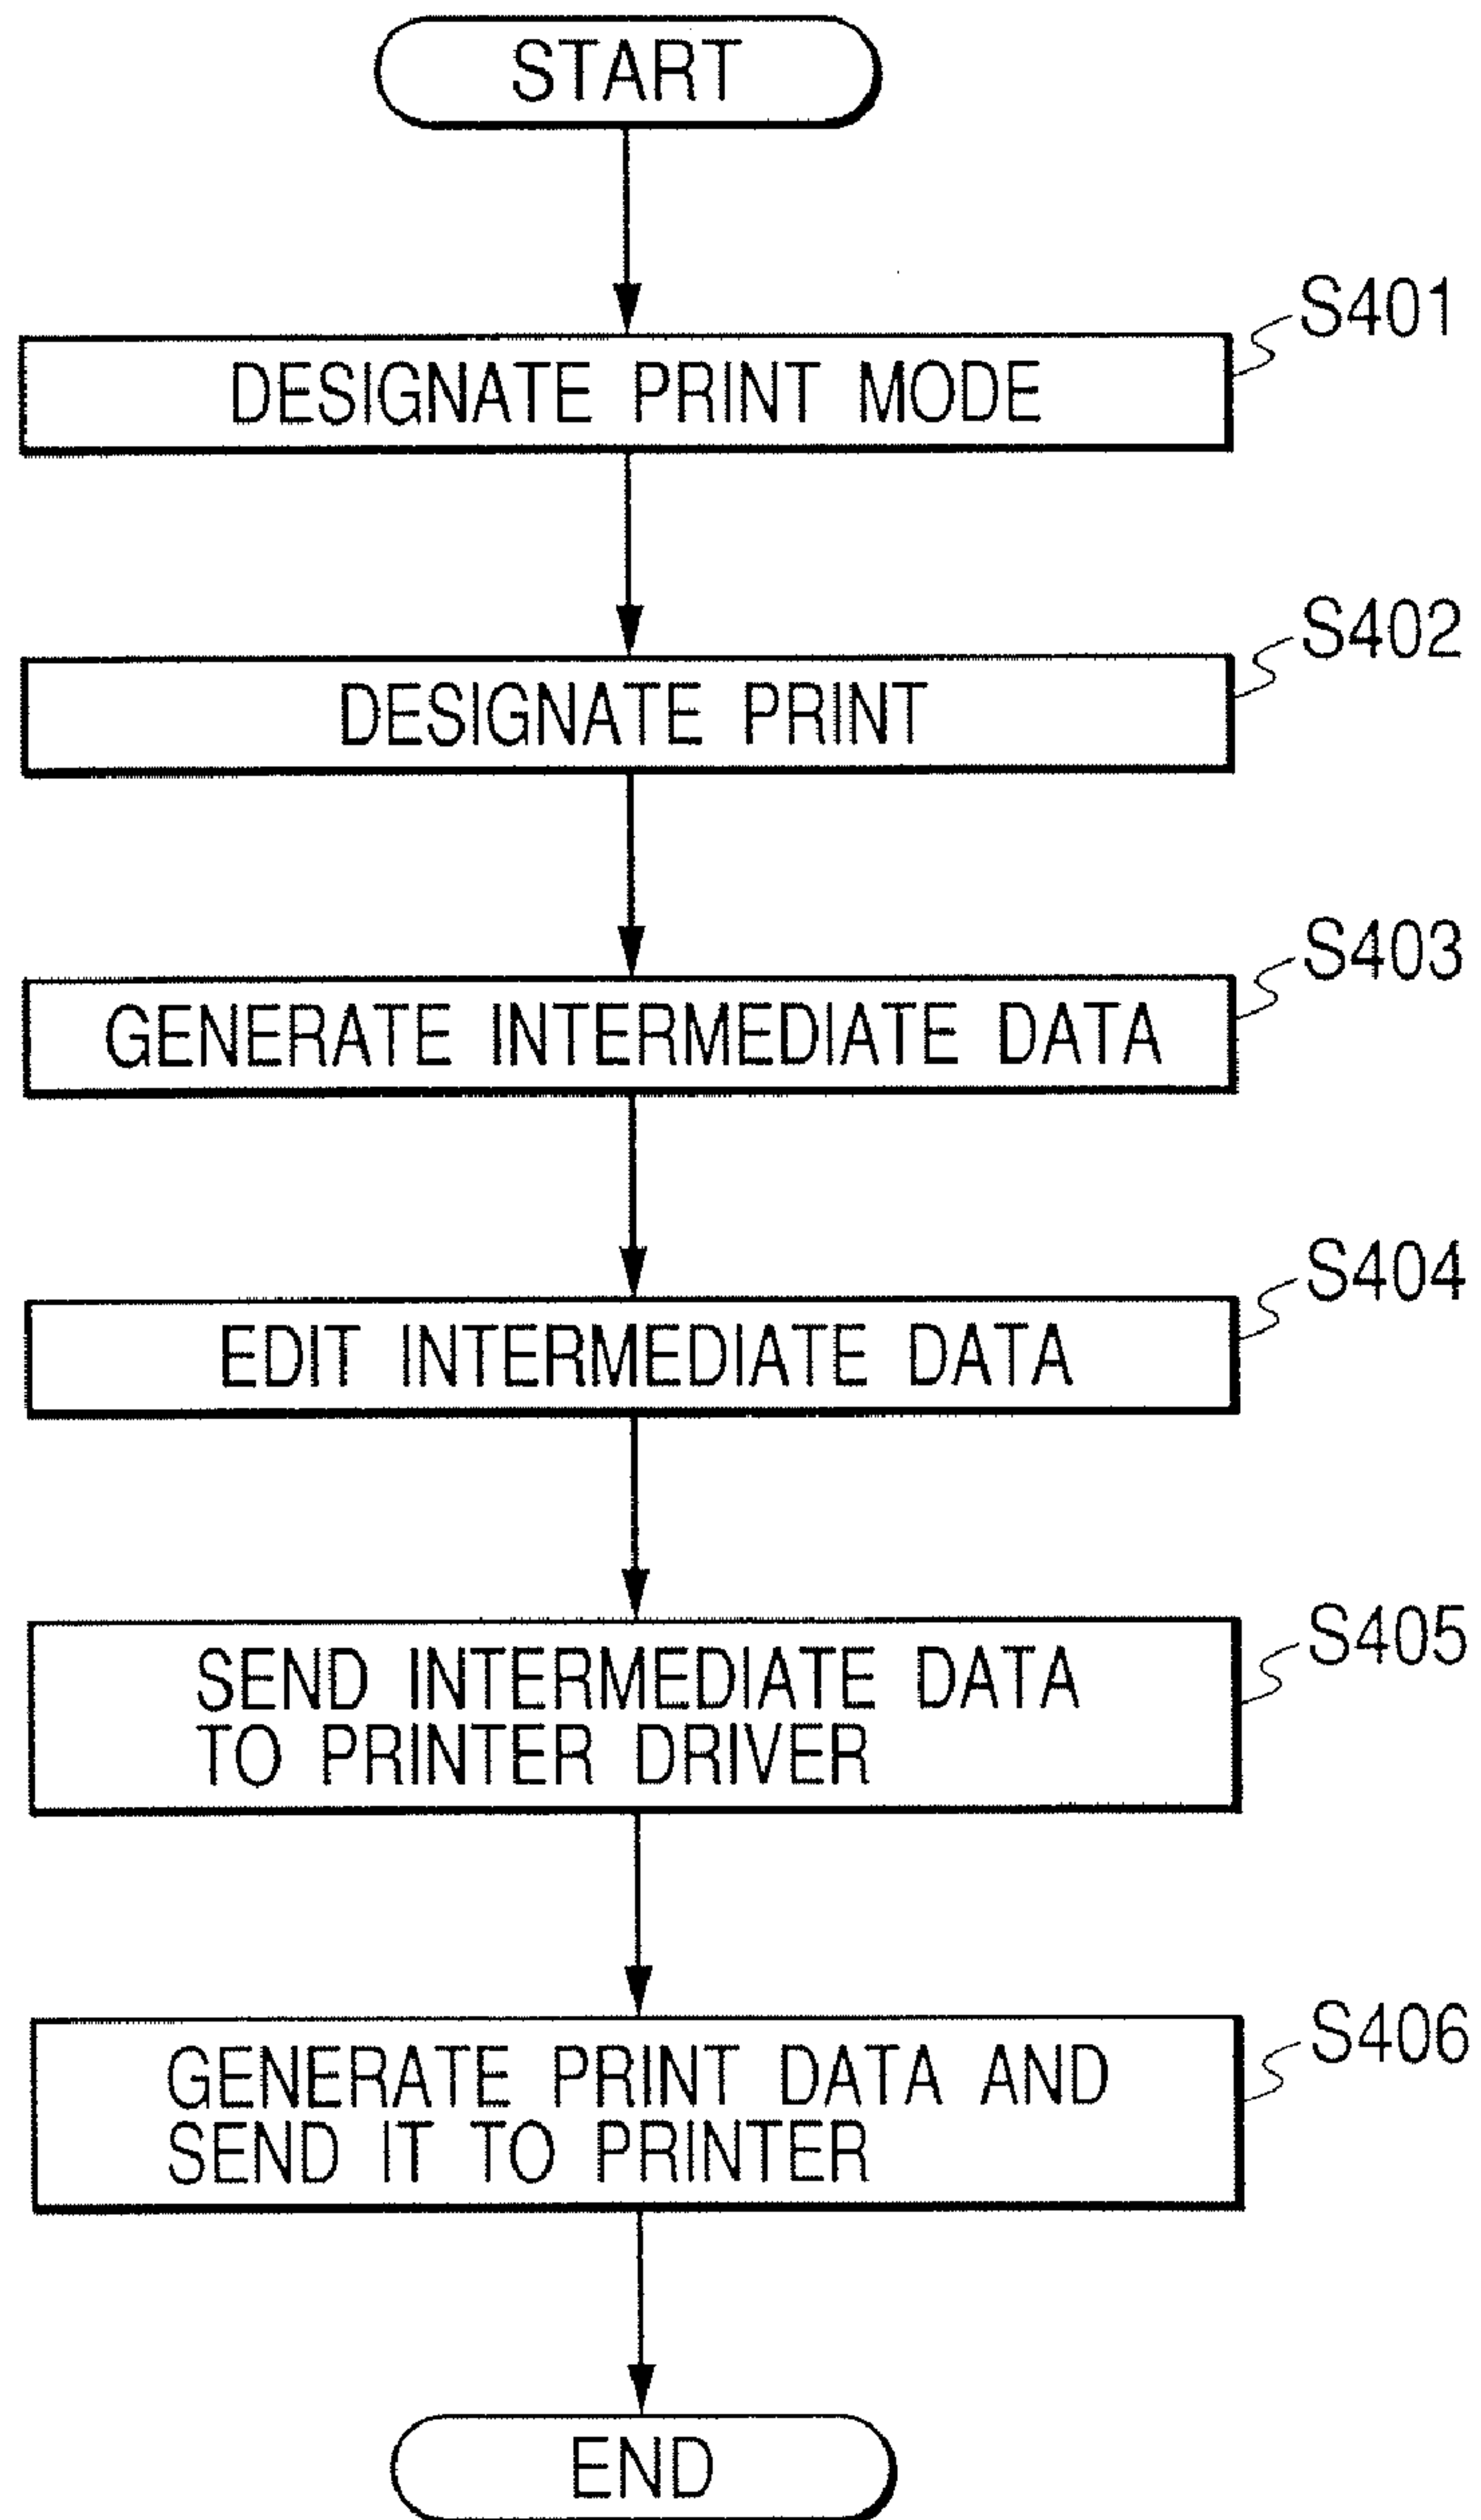 START
S401
DESIGNATE PRINT MODE
S402
DESIGNATE PRINT
S403
GENERATE INTERMEDIATE DATA
S404
EDIT INTERMEDIATE DATA
S405
SEND INTERMEDIATE DATA
TO PRINTER DRIVER
S406
GENERATE PRINT DATA AND
SEND IT TO PRINTER
END